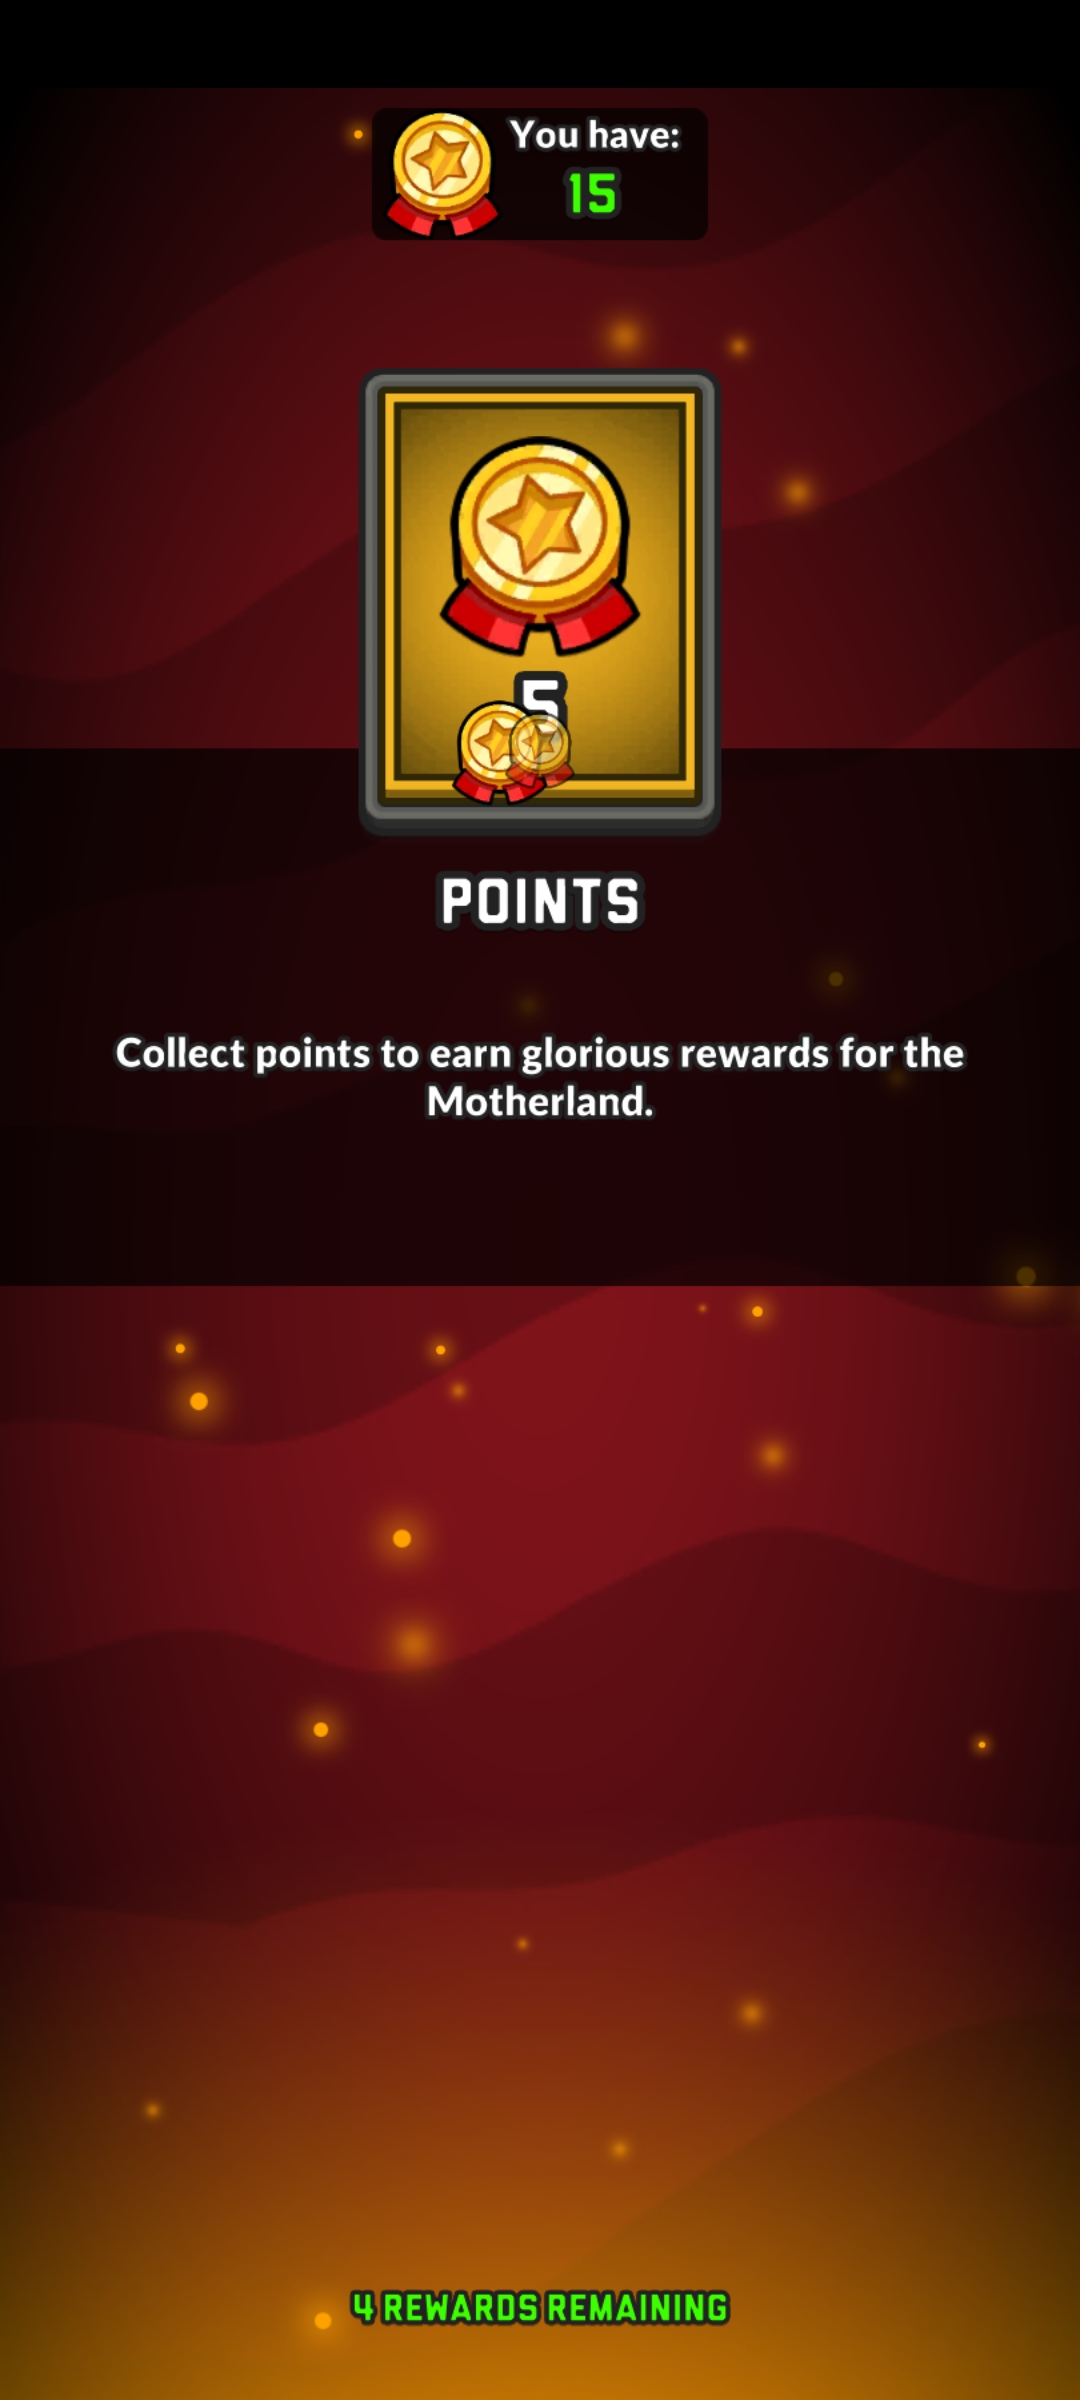 You have:
15
5
POINTS
Collect points to earn glorious rewards for the
Motherland.
4 REWARDS REMAINING